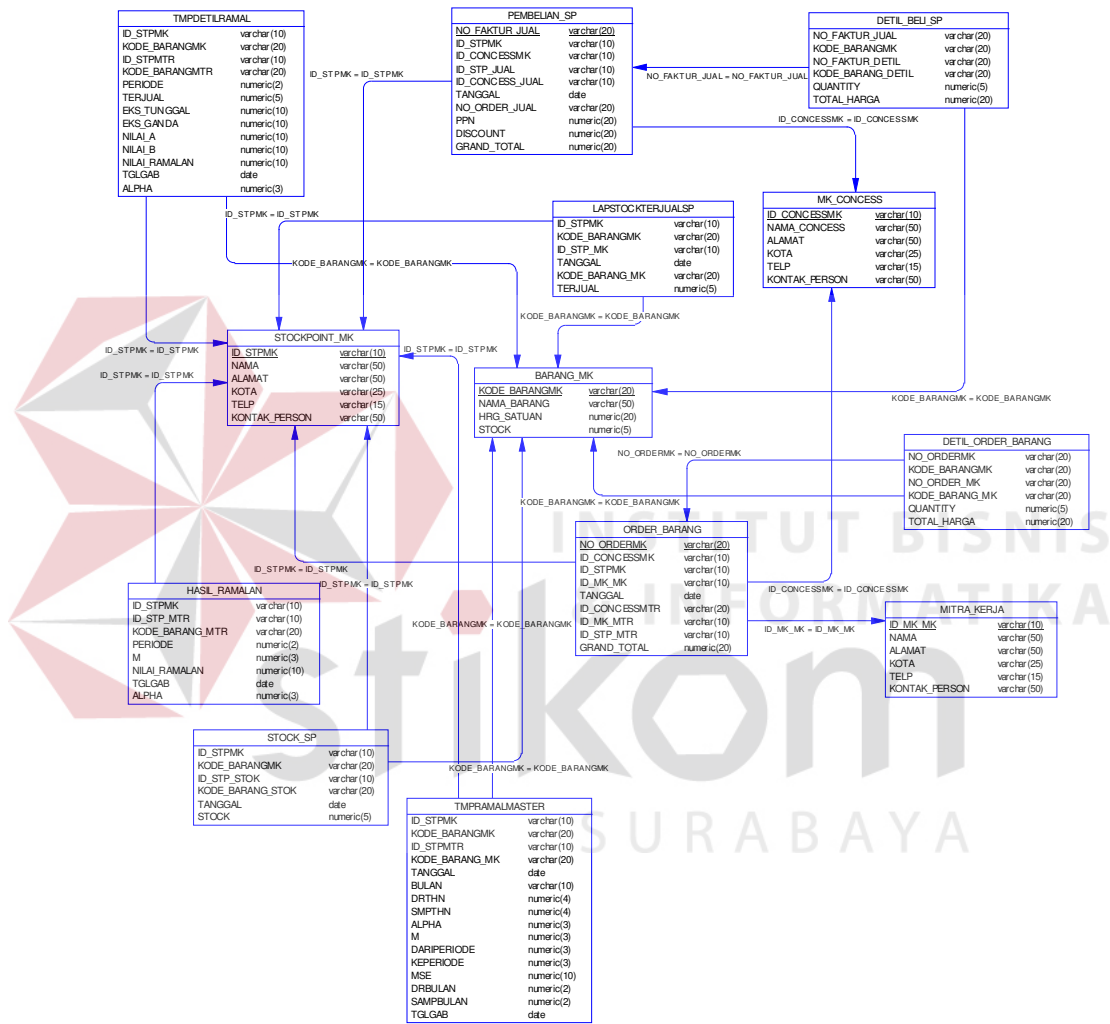 TMPDETILRAMAL
ID_STPMK varchar(10)
KODE_BARANGMK varchar(20)
ID_STPMTR varchar(10)
KODE_BARANGMTR varchar(20)
PERIODE numeric(2)
TERJUAL numeric(5)
EKS_TUNGGAL numeric(10)
EKS_GANDA numeric(10)
NILAI_A numeric(10)
NILAI_B numeric(10)
NILAI_RAMALAN numeric(10)
TGLGAB date
ALPHA numeric(3)
PEMBELIAN_SP
NO_FAKTUR_JUAL varchar(20)
ID_STPMK varchar(10)
ID_CONCESSMK varchar(10)
ID_STP_JUAL varchar(10)
ID_CONCESS_JUAL varchar(10)
TANGGAL date
NO_ORDER_JUAL varchar(20)
PPN numeric(20)
DISCOUNT numeric(20)
GRAND_TOTAL numeric(20)
DETIL_BELI_SP
NO_FAKTUR_JUAL varchar(20)
KODE_BARANGMK varchar(20)
NO_FAKTUR_DETIL varchar(20)
KODE_BARANG_DETIL varchar(20)
QUANTITY numeric(5)
TOTAL_HARGA numeric(20)
ID_STPMK = ID_STPMK
NO_FAKTUR_JUAL = NO_FAKTUR_JUAL
ID_CONCESSMK = ID_CONCESSMK
MK_CONCESS
ID_CONCESSMK varchar(10)
NAMA_CONCESS varchar(50)
ALAMAT varchar(50)
KOTA varchar(25)
TELP varchar(15)
KONTAK_PERSON varchar(50)
LAPSTOCKTERJUALSP
ID_STPMK varchar(10)
KODE_BARANGMK varchar(20)
ID_STP_MK varchar(10)
TANGGAL date
KODE_BARANG_MK varchar(20)
TERJUAL numeric(5)
ID_STPMK = ID_STPMK
KODE_BARANGMK = KODE_BARANGMK
KODE_BARANGMK = KODE_BARANGMK
STOCKPOINT_MK
ID_STPMK varchar(10)
NAMA varchar(50)
ALAMAT varchar(50)
KOTA varchar(25)
TELP varchar(15)
KONTAK_PERSON varchar(50)
ID_STPMK = ID_STPMK
ID_STPMK = ID_STPMK
ID_STPMK = ID_STPMK
BARANG_MK
KODE_BARANGMK varchar(20)
NAMA_BARANG varchar(50)
HRG_SATUAN numeric(20)
STOCK numeric(5)
KODE_BARANGMK = KODE_BARANGMK
DETIL_ORDER_BARANG
NO_ORDERMK varchar(20)
KODE_BARANGMK varchar(20)
NO_ORDER_MK varchar(20)
KODE_BARANG_MK varchar(20)
QUANTITY numeric(5)
TOTAL_HARGA numeric(20)
NO_ORDERMK = NO_ORDERMK
KODE_BARANGMK = KODE_BARANGMK
INSTITUT BISNIS
& INFORMATIKA
ORDER_BARANG
NO_ORDERMK varchar(20)
ID_CONCESSMK varchar(10)
ID_STPMK varchar(10)
ID_MK_MK varchar(10)
TANGGAL date
ID_CONCESSMTR varchar(20)
ID_MK_MTR varchar(10)
ID_STP_MTR varchar(10)
GRAND_TOTAL numeric(20)
ID_STPMK = ID_STPMK
ID_STPMK = ID_STPMK
ID_CONCESSMK = ID_CONCESSMK
ID_MK_MK = ID_MK_MK
KODE_BARANGMK = KODE_BARANGMK
HASIL_RAMALAN
ID_STPMK varchar(10)
ID_STP_MTR varchar(10)
KODE_BARANG_MTR varchar(20)
PERIODE numeric(2)
M numeric(3)
NILAI_RAMALAN numeric(10)
TGLGAB date
ALPHA numeric(3)
MITRA_KERJA
ID_MK_MK varchar(10)
NAMA varchar(50)
ALAMAT varchar(50)
KOTA varchar(25)
TELP varchar(15)
KONTAK_PERSON varchar(50)
stikom
STOCK_SP
ID_STPMK varchar(10)
KODE_BARANGMK varchar(20)
ID_STP_STOK varchar(10)
KODE_BARANG_STOK varchar(20)
TANGGAL date
STOCK numeric(5)
KODE_BARANGMK = KODE_BARANGMK
SURABAYA
TMPRAMALMASTER
ID_STPMK varchar(10)
KODE_BARANGMK varchar(20)
ID_STPMTR varchar(10)
KODE_BARANG_MK varchar(20)
TANGGAL date
BULAN varchar(10)
DRTHN numeric(4)
SMPTHN numeric(4)
ALPHA numeric(3)
M numeric(3)
DARIPERIODE numeric(3)
KEPERIODE numeric(3)
MSE numeric(10)
DRBULAN numeric(2)
SAMPBULAN numeric(2)
TGLGAB date